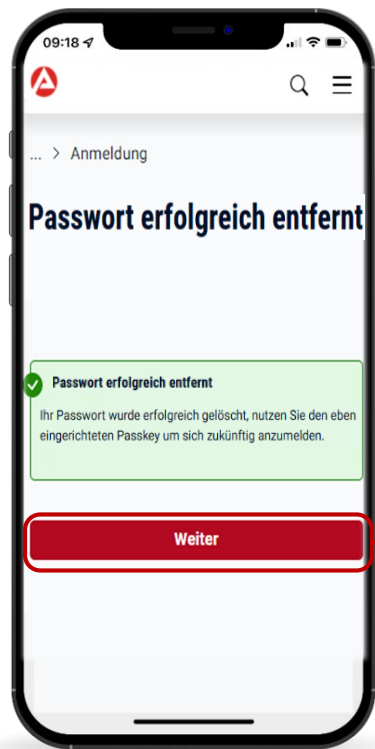 09:18
... > Anmeldung
Passwort erfolgreich entfernt
Passwort erfolgreich entfernt
Ihr Passwort wurde erfolgreich gelöscht, nutzen Sie den eben
eingerichteten Passkey um sich zukünftig anzumelden.
Weiter